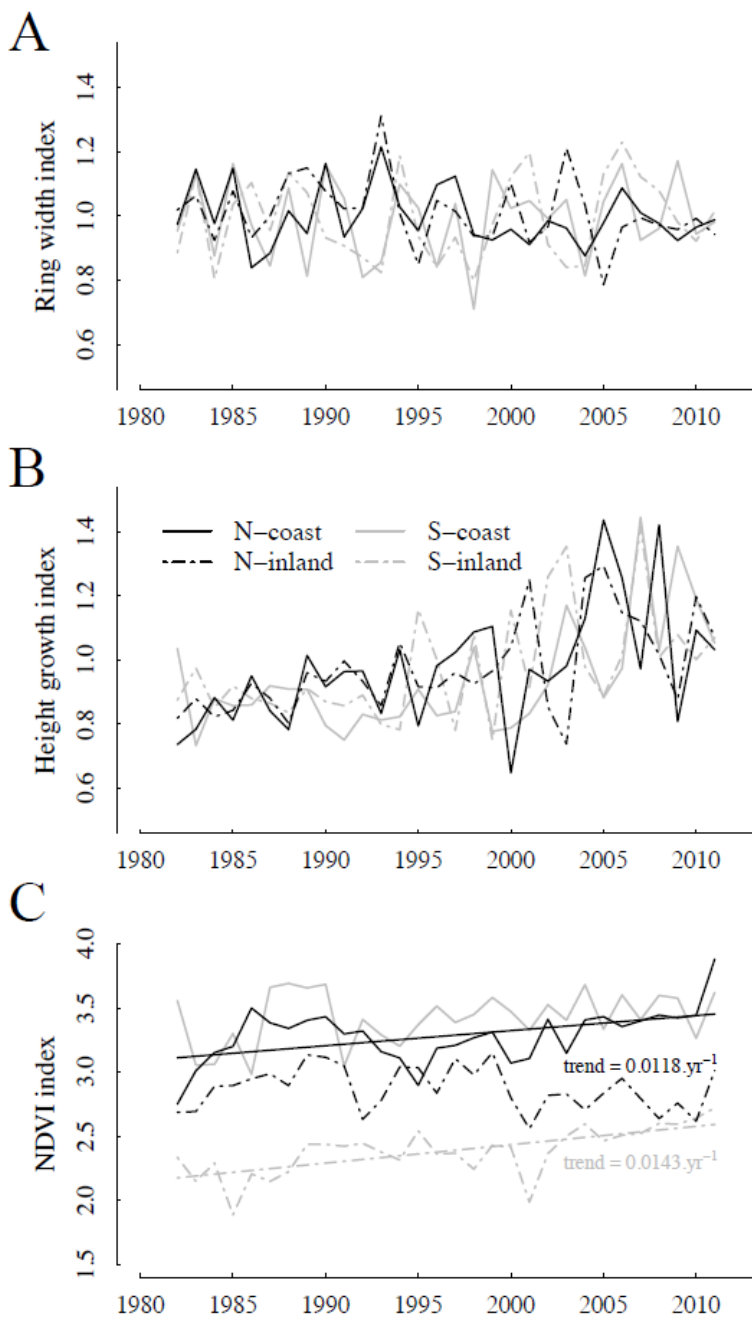 A
Ring width index
1.4
1.2
1.0
0.8
0.6
1980 1985 1990 1995 2000 2005 2010
B
Height growth index
1.4
1.2
1.0
0.8
0.6
N−coast S−coast
N−inland S−inland
1980 1985 1990 1995 2000 2005 2010
C
NDVI index
4.0
3.5
3.0
2.5
2.0
1.5
trend = 0.0118.yr⁻¹
trend = 0.0143.yr⁻¹
1980 1985 1990 1995 2000 2005 2010